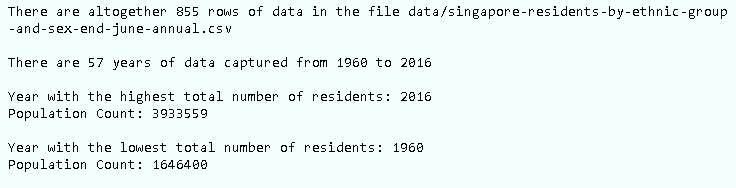 There are altogether 855 rows of data in the file data/singapore-residents-by-ethnic-group
-and-sex-end-june-annual.csv
There are 57 years of data captured from 1960 to 2016
Year with the highest total number of residents: 2016
Population Count: 3933559
Year with the lowest total number of residents: 1960
Population Count: 1646400